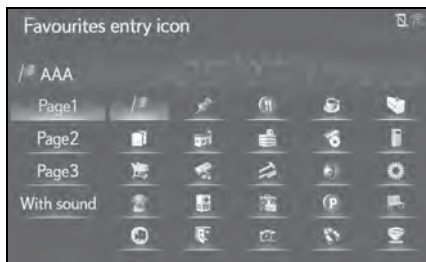 Favourites entry icon
AAA
Page1
Page2
Page3
With sound